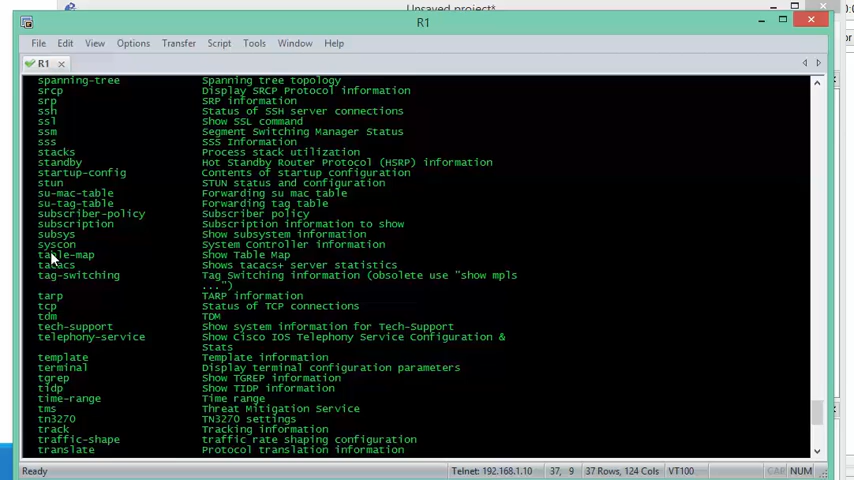 Unsaved project*
R1
File Edit View Options Transfer Script Tools Window Help
R1
spanning-tree Spanning tree topology
srcp Display SRCP Protocol information
srp SRP information
ssh Status of SSH server connections
ssl Show SSL command
ssm Segment Switching Manager Status
sss SSS Information
stacks Process stack utilization
standby Hot Standby Router Protocol (HSRP) information
startup-config Contents of startup configuration
stun STUN status and configuration
su-mac-table Forwarding su mac table
su-tag-table Forwarding tag table
subscriber-policy Subscriber policy
subscription Subscription information to show
subsys Show subsystem information
syscon System Controller information
table-map Show Table Map
tacacs Shows tacacs+ server statistics
tag-switching Tag Switching information (obsolete use "show mpls
...")
tarp TARP information
tcp Status of TCP connections
tdm TDM
tech-support Show system information for Tech-Support
telephony-service Show Cisco IOS Telephony Service Configuration &
Stats
template Template information
terminal Display terminal configuration parameters
tgrep Show TGREP information
tidp Show TIDP information
time-range Time range
tms Threat Mitigation Service
tn3270 TN3270 settings
track Tracking information
traffic-shape traffic rate shaping configuration
translate Protocol translation information
Ready Telnet: 192.168.1.10 37, 9 37 Rows, 124 Cols VT100 CAP NUM